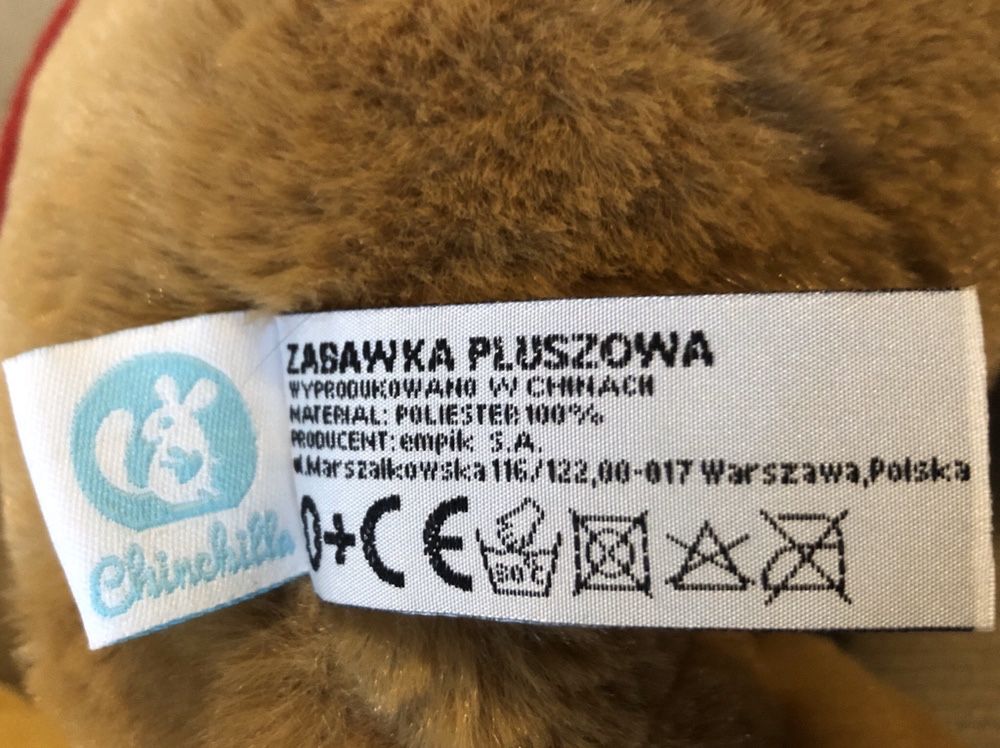 Chinchilla
ZABAWKA PLUSZOWA
WYPRODUKOWANO W CHINACH
MATERIAL: POLIESTER 100%
PRODUCENT: empik S.A.
ul.Marszałkowska 116/122,00-017 Warszawa,Polska
0+ CE
30°C